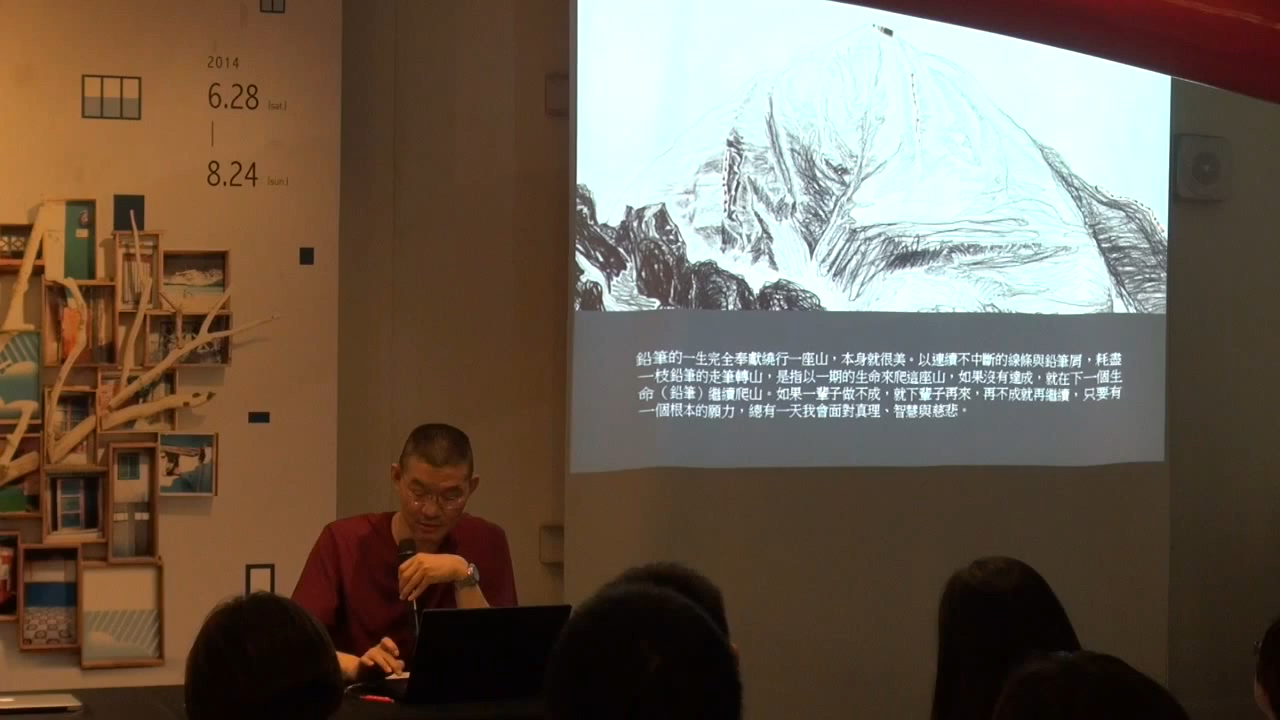 2014
6.28 (sat.)
8.24 (sun.)
鉛筆的一生完全奉獻繞行一座山，本身就很美。以連續不中斷的線條與鉛筆屑，耗盡
一枝鉛筆的走筆轉山，是指以一期的生命來爬這座山，如果沒有達成，就在下一個生
命（鉛筆）繼續爬山。如果一輩子做不成，就下輩子再來，再不成就再繼續，只要有
一個根本的願力，總有一天我會面對真理、智慧與慈悲。